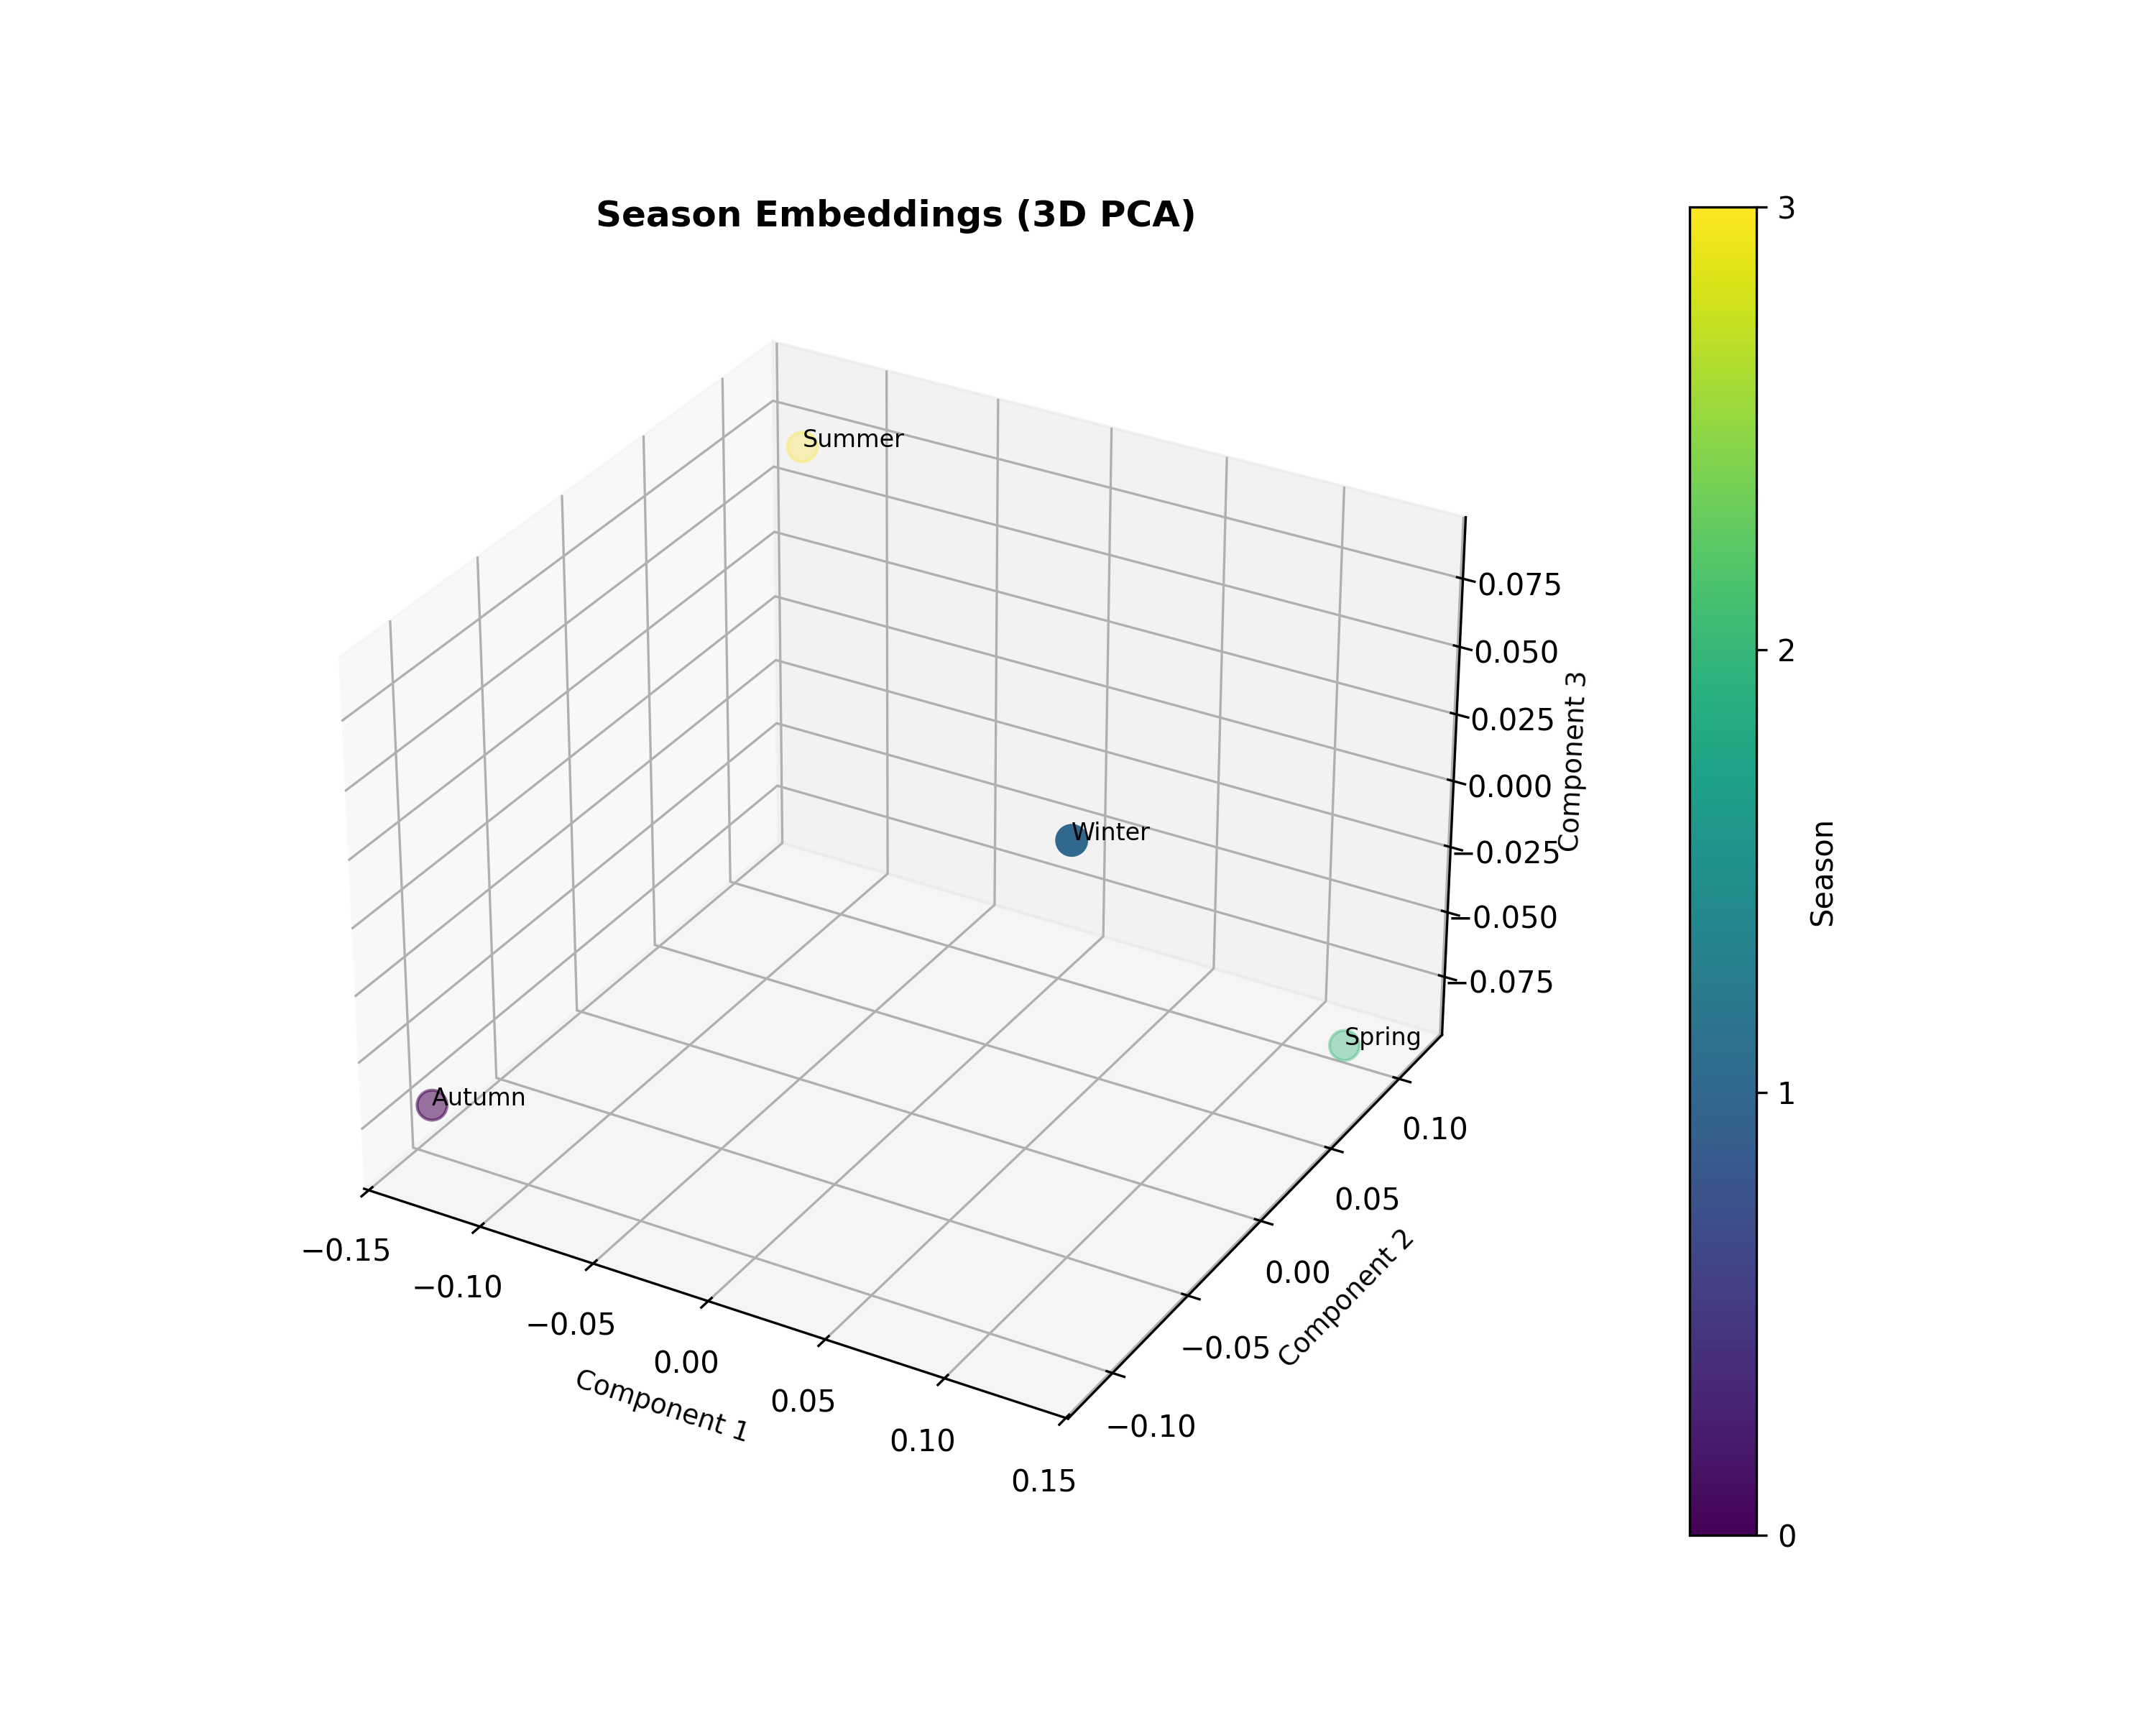 Season Embeddings (3D PCA)
Summer
Winter
Spring
Autumn
0.075
0.050
0.025
0.000
−0.025
−0.050
−0.075
Component 3
0.10
0.05
0.00
−0.05
−0.10
Component 2
−0.15
−0.10
−0.05
0.00
0.05
0.10
0.15
Component 1
3
2
1
0
Season